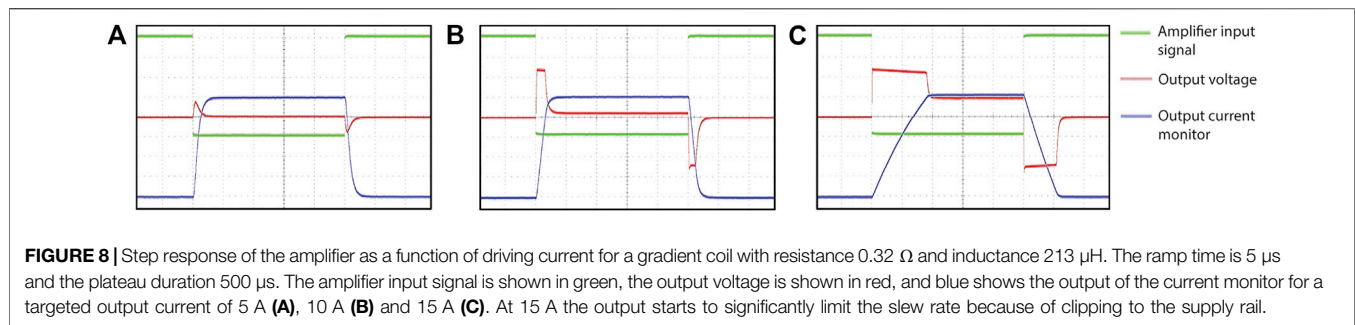 A
B
C
Amplifier input
signal
Output voltage
Output current
monitor
FIGURE 8 | Step response of the amplifier as a function of driving current for a gradient coil with resistance 0.32 Ω and inductance 213 μH. The ramp time is 5 μs
and the plateau duration 500 μs. The amplifier input signal is shown in green, the output voltage is shown in red, and blue shows the output of the current monitor for a
targeted output current of 5 A (A), 10 A (B) and 15 A (C). At 15 A the output starts to significantly limit the slew rate because of clipping to the supply rail.